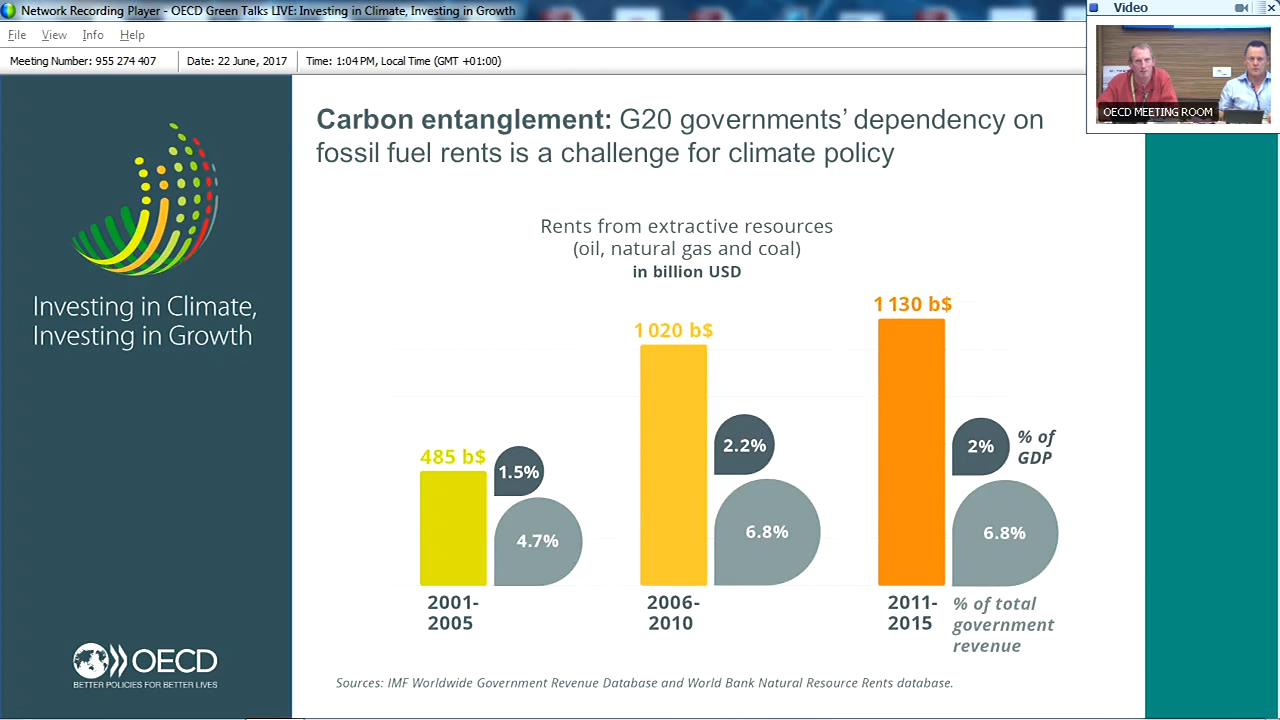 Network Recording Player - OECD Green Talks LIVE: Investing in Climate, Investing in Growth
File View Info Help
Meeting Number: 955 274 407 Date: 22 June, 2017 Time: 1:04 PM, Local Time (GMT +01:00)
Video
OECD MEETING ROOM
Investing in Climate,
Investing in Growth
OECD
BETTER POLICIES FOR BETTER LIVES
Carbon entanglement: G20 governments’ dependency on
fossil fuel rents is a challenge for climate policy
Rents from extractive resources
(oil, natural gas and coal)
in billion USD
485 b$
1.5%
4.7%
2001-
2005
1 020 b$
2.2%
6.8%
2006-
2010
1 130 b$
2%
% of
GDP
6.8%
2011-
2015
% of total
government
revenue
Sources: IMF Worldwide Government Revenue Database and World Bank Natural Resource Rents database.